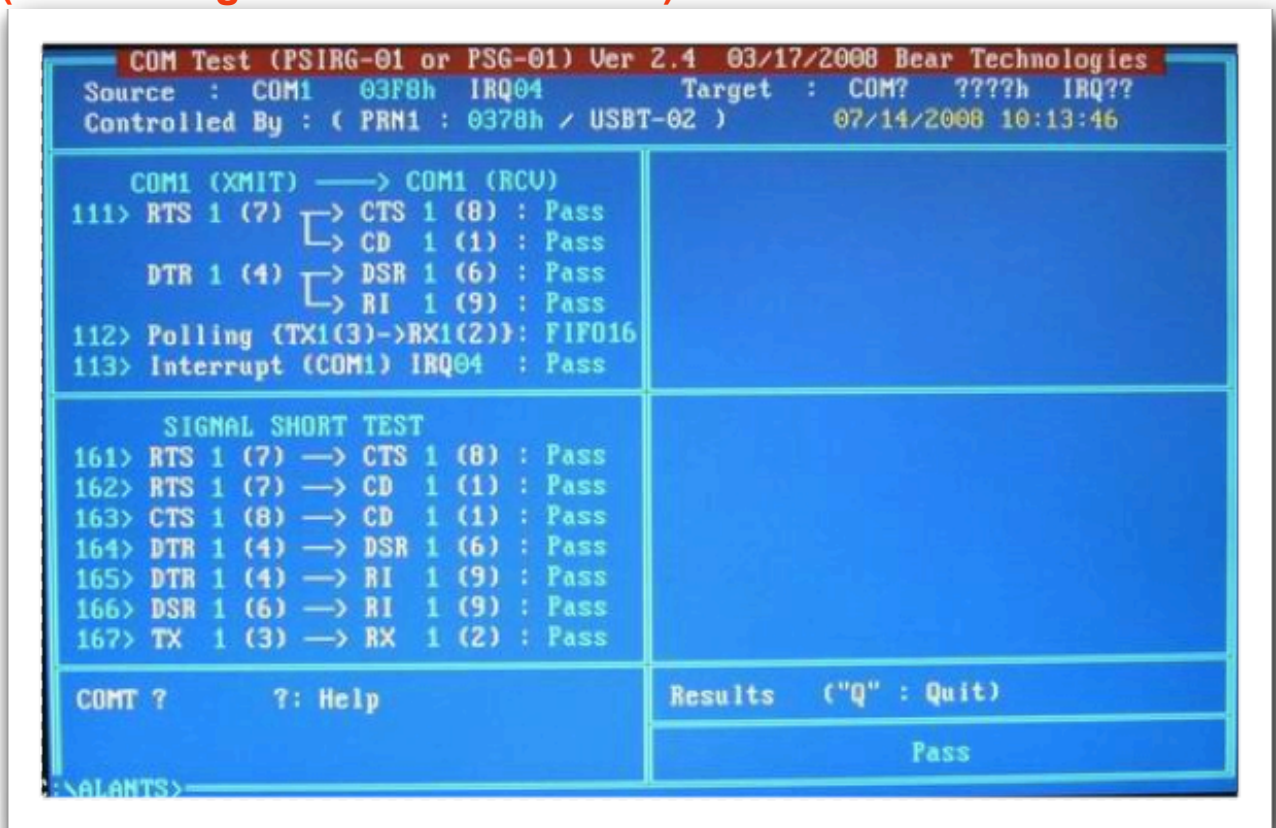 COM Test (PSIRG-01 or PSG-01) Ver 2.4 03/17/2008 Bear Technologies
Source : COM1 03F8h IRQ04 Target : COM? ????h IRQ??
Controlled By : ( PRN1 : 0378h / USBT-02 ) 07/14/2008 10:13:46
COM1 (XMIT) ——> COM1 (RCV)
111> RTS 1 (7) ┌─> CTS 1 (8) : Pass
└─> CD 1 (1) : Pass
DTR 1 (4) ┌─> DSR 1 (6) : Pass
└─> RI 1 (9) : Pass
112> Polling {TX1(3)->RX1(2)}: FIFO16
113> Interrupt (COM1) IRQ04 : Pass
SIGNAL SHORT TEST
161> RTS 1 (7) —> CTS 1 (8) : Pass
162> RTS 1 (7) —> CD 1 (1) : Pass
163> CTS 1 (8) —> CD 1 (1) : Pass
164> DTR 1 (4) —> DSR 1 (6) : Pass
165> DTR 1 (4) —> RI 1 (9) : Pass
166> DSR 1 (6) —> RI 1 (9) : Pass
167> TX 1 (3) —> RX 1 (2) : Pass
COMT ? ?: Help
Results ("Q" : Quit)
Pass
:\ALANTS>